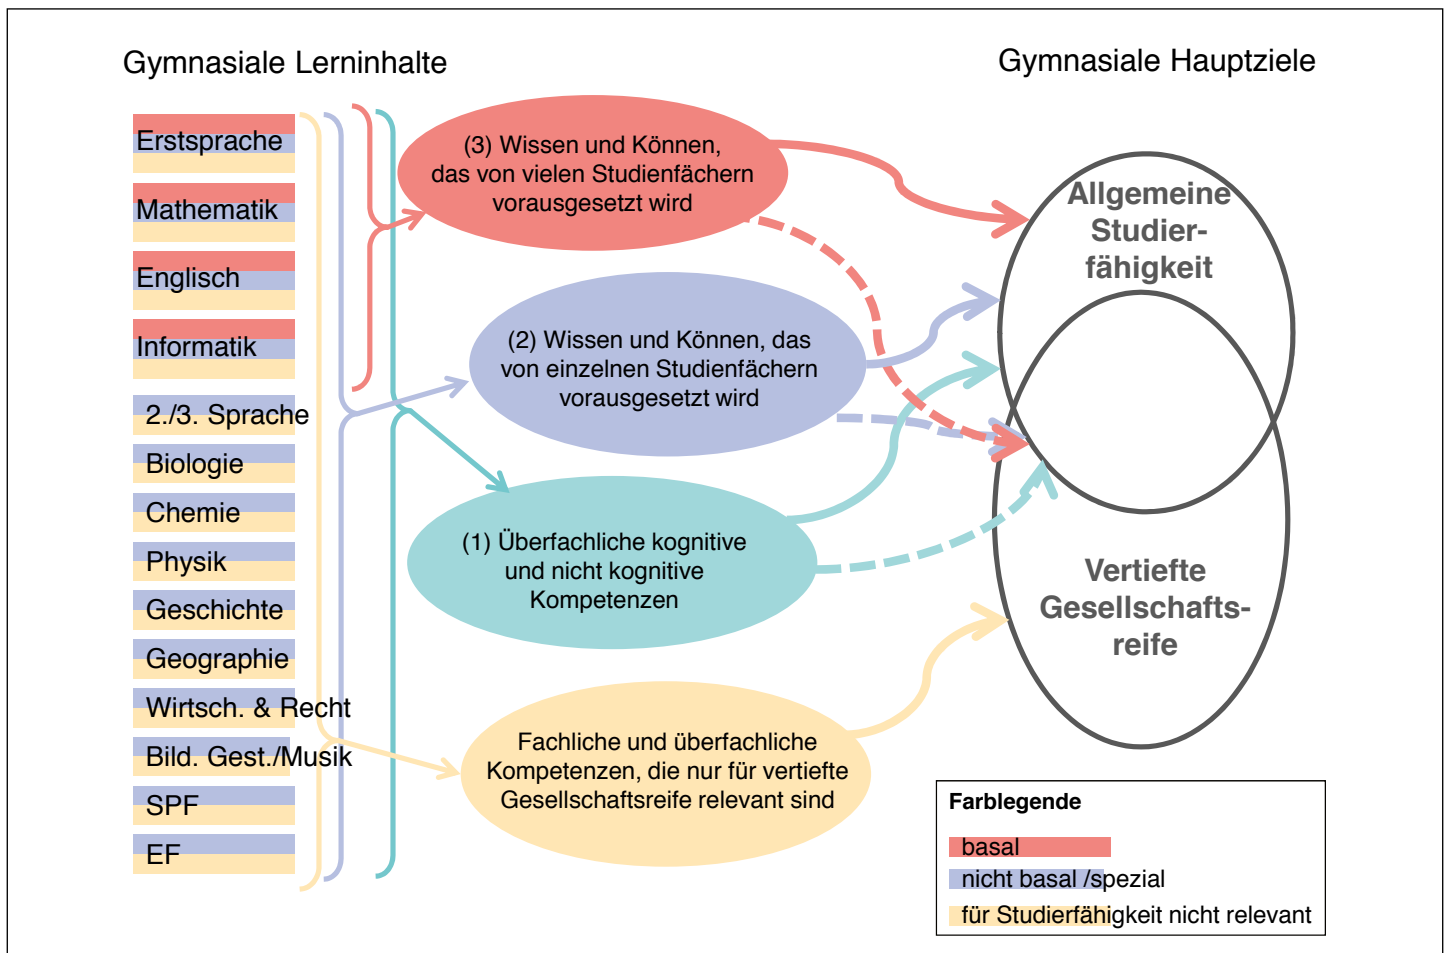 Gymnasiale Lerninhalte
Gymnasiale Hauptziele
Erstsprache
Mathematik
Englisch
Informatik
2./3. Sprache
Biologie
Chemie
Physik
Geschichte
Geographie
Wirtsch. & Recht
Bild. Gest./Musik
SPF
EF
(3) Wissen und Können,
das von vielen Studienfächern
vorausgesetzt wird
(2) Wissen und Können, das
von einzelnen Studienfächern
vorausgesetzt wird
(1) Überfachliche kognitive
und nicht kognitive
Kompetenzen
Fachliche und überfachliche
Kompetenzen, die nur für vertiefte
Gesellschaftsreife relevant sind
Allgemeine
Studier-
fähigkeit
Vertiefte
Gesellschafts-
reife
Farblegende
basal
nicht basal /spezial
für Studierfähigkeit nicht relevant